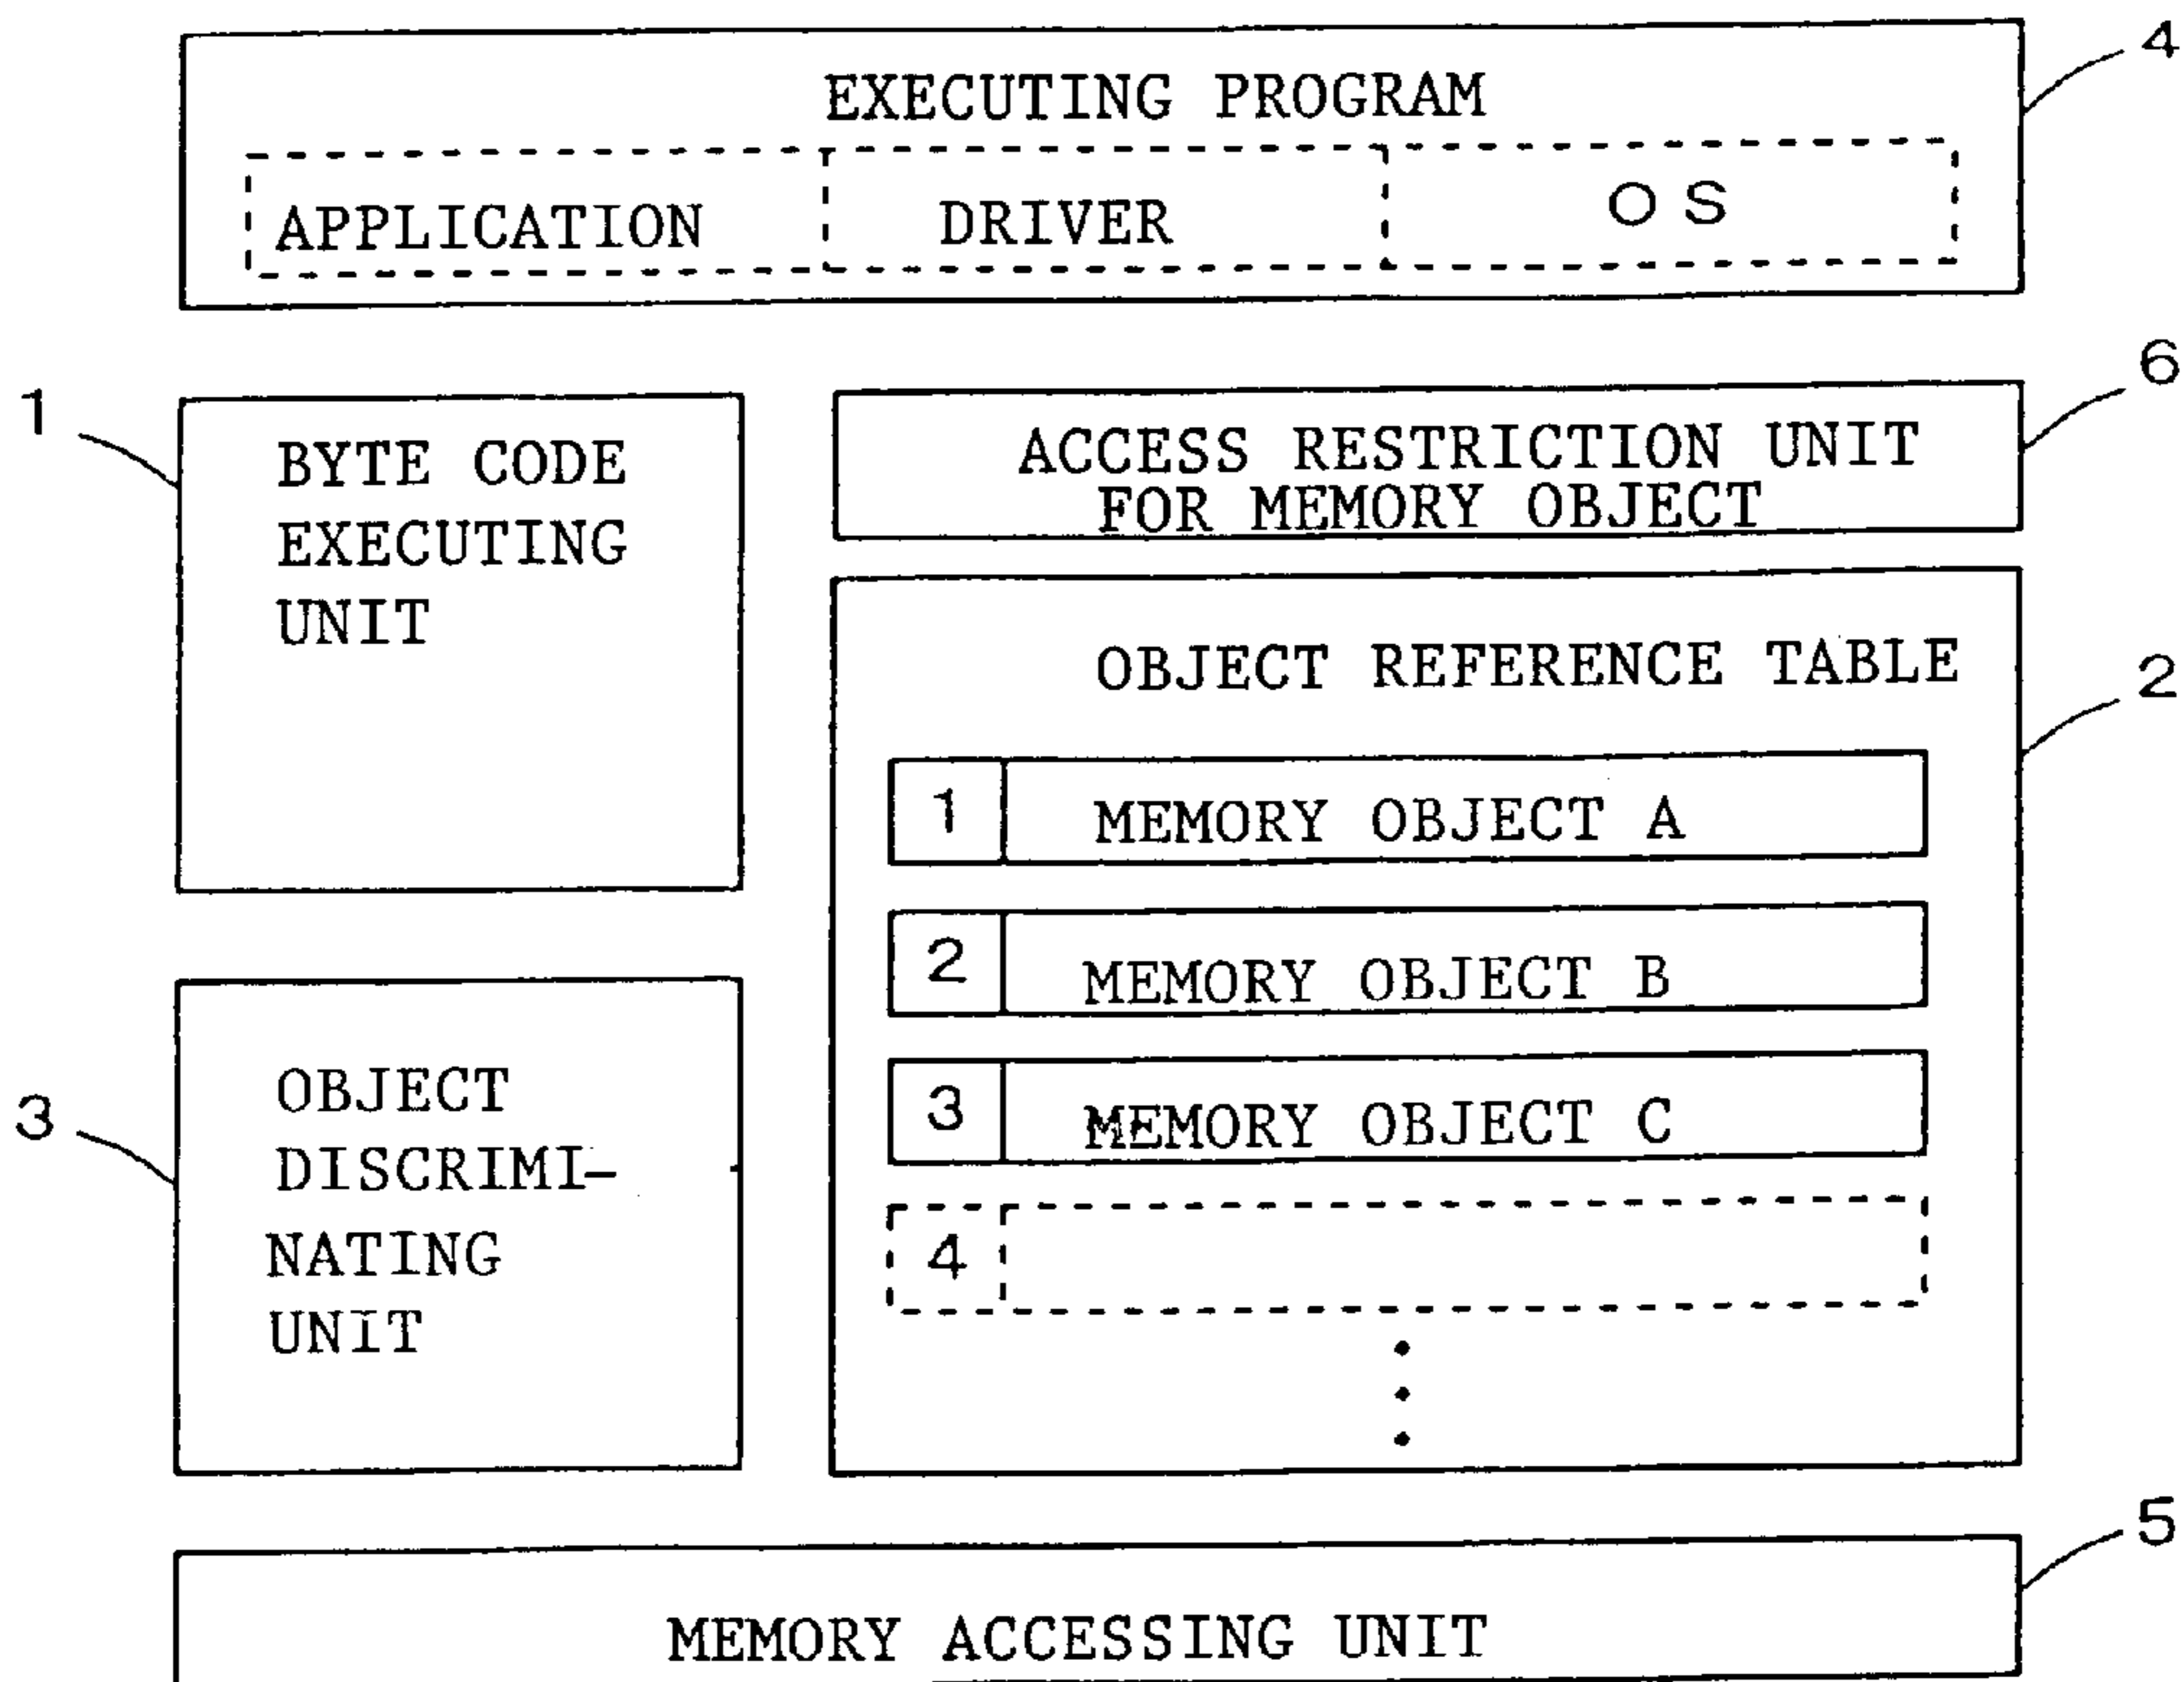 4
EXECUTING PROGRAM
APPLICATION DRIVER OS
1
6
BYTE CODE
EXECUTING
UNIT
ACCESS RESTRICTION UNIT
FOR MEMORY OBJECT
OBJECT REFERENCE TABLE
2
1 MEMORY OBJECT A
2 MEMORY OBJECT B
3 MEMORY OBJECT C
4
3
OBJECT
DISCRIMI-
NATING
UNIT
5
MEMORY ACCESSING UNIT